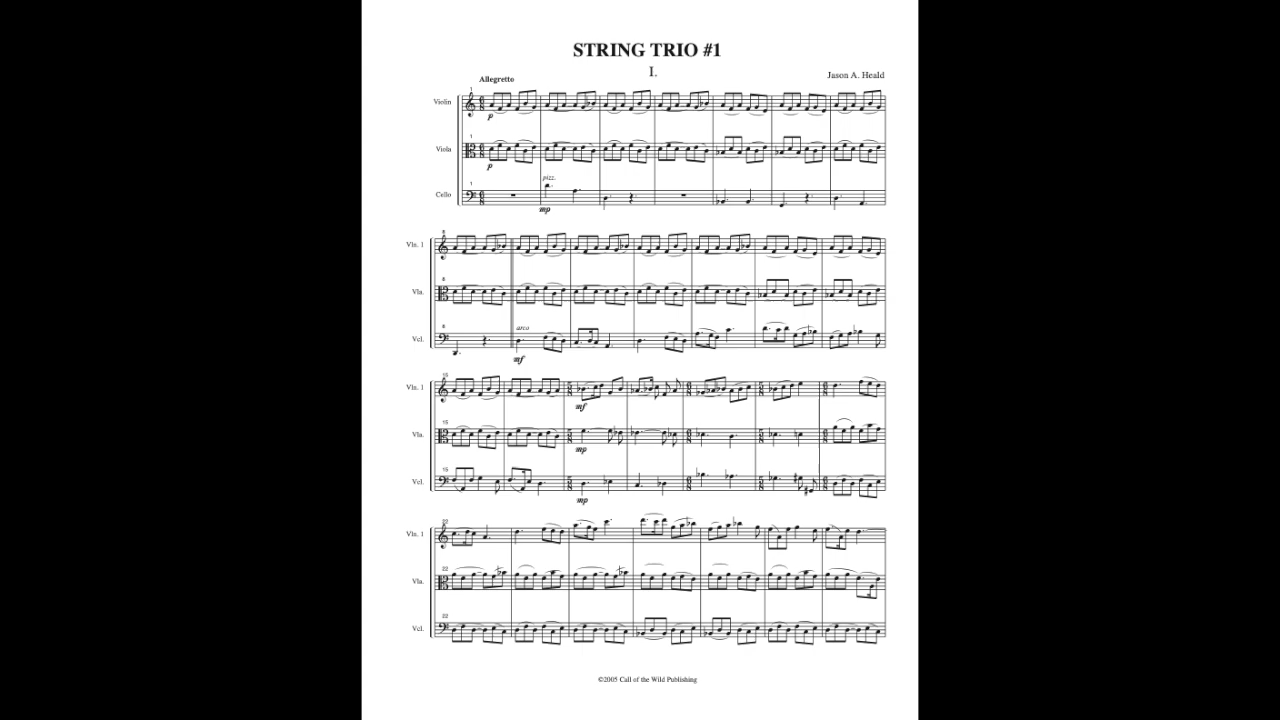 STRING TRIO #1
I.
Allegretto
Jason A. Heald
Violin
p
Viola
p
pizz.
Cello
mp
Vln. 1
Vla.
arco
Vcl.
mf
Vln. 1
mf
Vla.
mp
Vcl.
mp
Vln. 1
Vla.
Vcl.
©2005 Call of the Wild Publishing